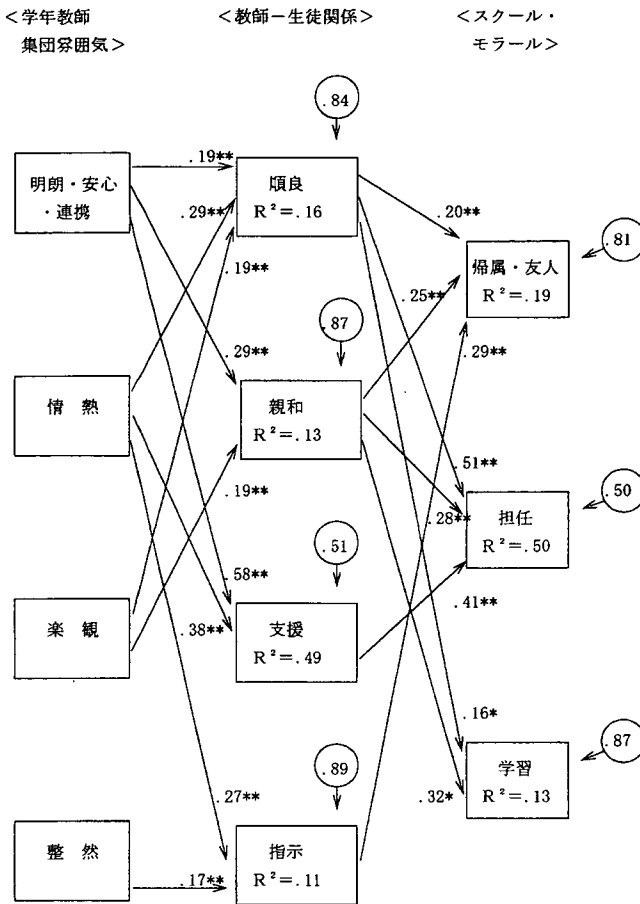 ＜学年教師
集団雰囲気＞
＜教師－生徒関係＞
＜スクール・
モラール＞
.84
明朗・安心
・連携
.19**
.29**
.19**
順良
R²=.16
.20**
帰属・友人
R²=.19
.81
.25**
.29**
.87
.29**
情熱
親和
R²=.13
.19**
.51**
.28**
担任
R²=.50
.50
.51
.58**
.38**
楽観
支援
R²=.49
.41**
.16*
.32*
学習
R²=.13
.87
.89
.27**
整然
.17**
指示
R²=.11